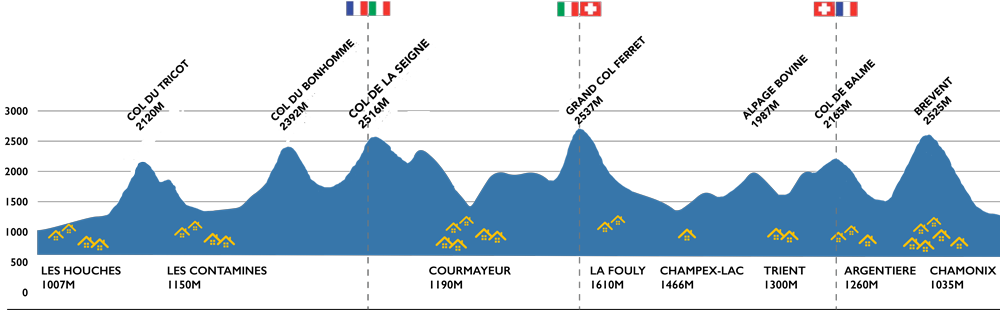 COL DU TRICOT
2120M
COL DU BONHOMME
2392M
COL DE LA SEIGNE
2516M
GRAND COL FERRET
2537M
ALPAGE BOVINE
1987M
COL DE BALME
2165M
BREVENT
2525M
3000
2500
2000
1500
1000
500
0
LES HOUCHES
1007M
LES CONTAMINES
1150M
COURMAYEUR
1190M
LA FOULY
1610M
CHAMPEX-LAC
1466M
TRIENT
1300M
ARGENTIERE
1260M
CHAMONIX
1035M